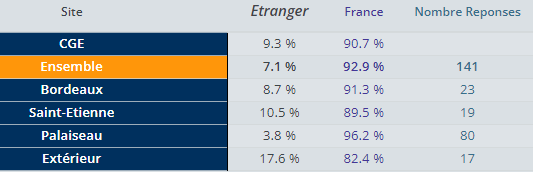 Site Etranger France Nombre Reponses
CGE 9.3 % 90.7 %
Ensemble 7.1 % 92.9 % 141
Bordeaux 8.7 % 91.3 % 23
Saint-Etienne 10.5 % 89.5 % 19
Palaiseau 3.8 % 96.2 % 80
Extérieur 17.6 % 82.4 % 17